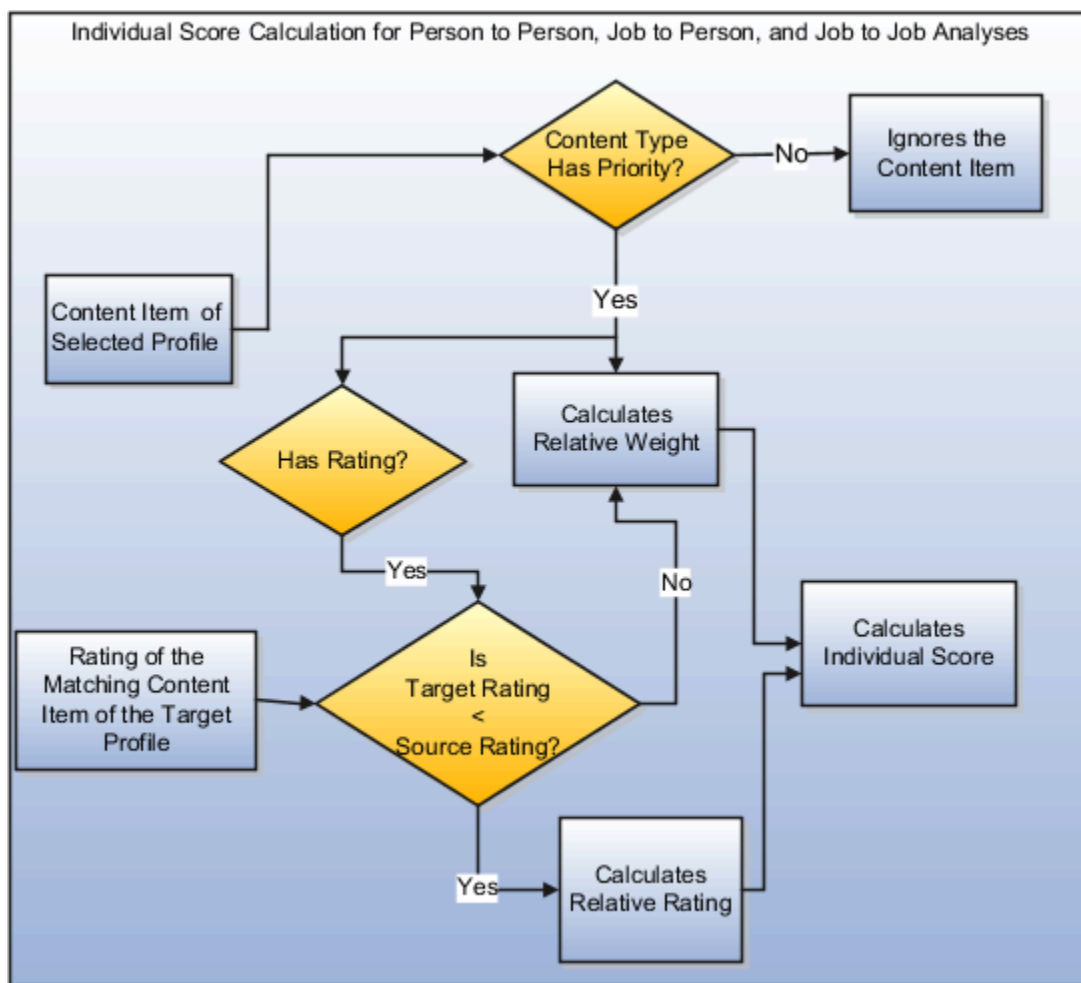 Individual Score Calculation for Person to Person, Job to Person, and Job to Job Analyses
Content Type
Has Priority?
No
Ignores the
Content Item
Yes
Content Item of
Selected Profile
Has Rating?
Calculates
Relative Weight
Yes
No
Rating of the
Matching Content
Item of the Target
Profile
Is
Target Rating
<
Source Rating?
Calculates
Individual Score
Yes
Calculates
Relative Rating